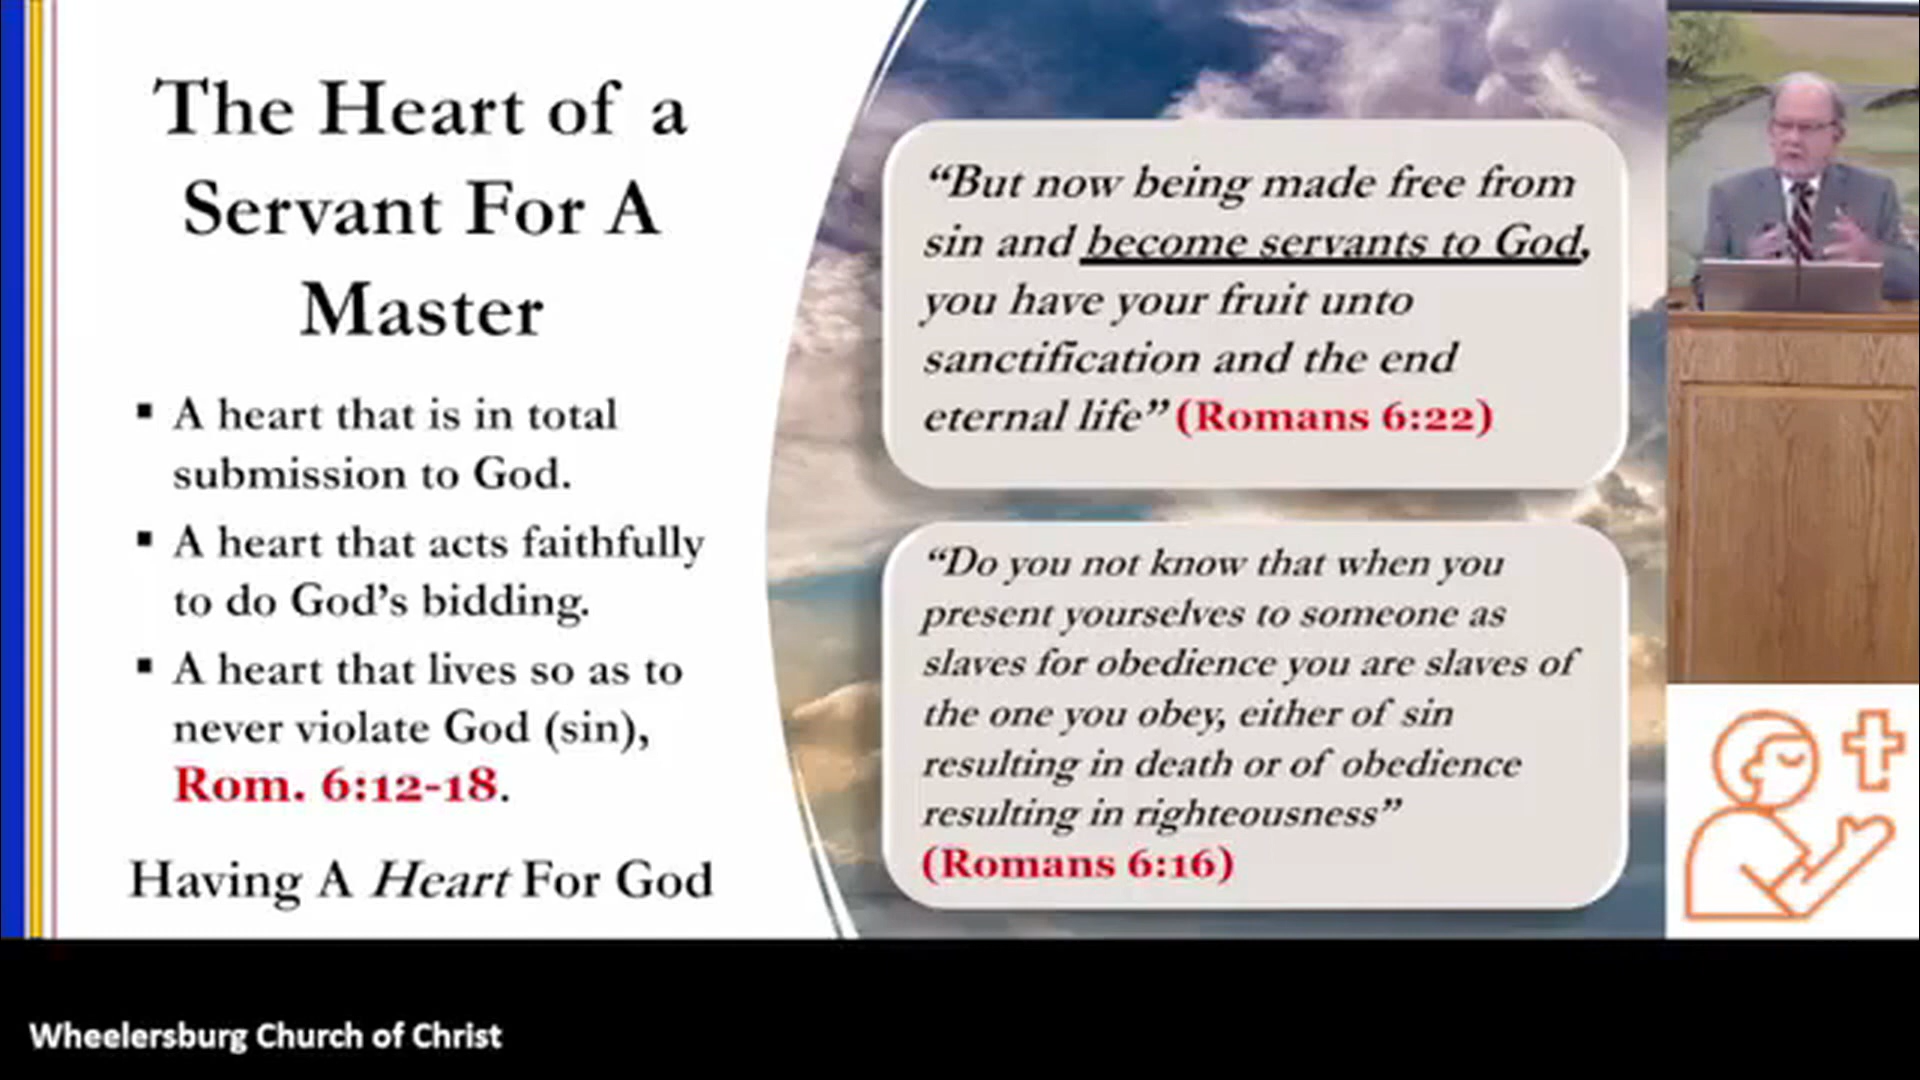 The Heart of a
Servant For A
Master
▪ A heart that is in total
submission to God.
▪ A heart that acts faithfully
to do God's bidding.
▪ A heart that lives so as to
never violate God (sin),
Rom. 6:12-18.
Having A Heart For God
“But now being made free from
sin and become servants to God,
you have your fruit unto
sanctification and the end
eternal life” (Romans 6:22)
“Do you not know that when you
present yourselves to someone as
slaves for obedience you are slaves of
the one you obey, either of sin
resulting in death or of obedience
resulting in righteousness”
(Romans 6:16)
Wheelersburg Church of Christ